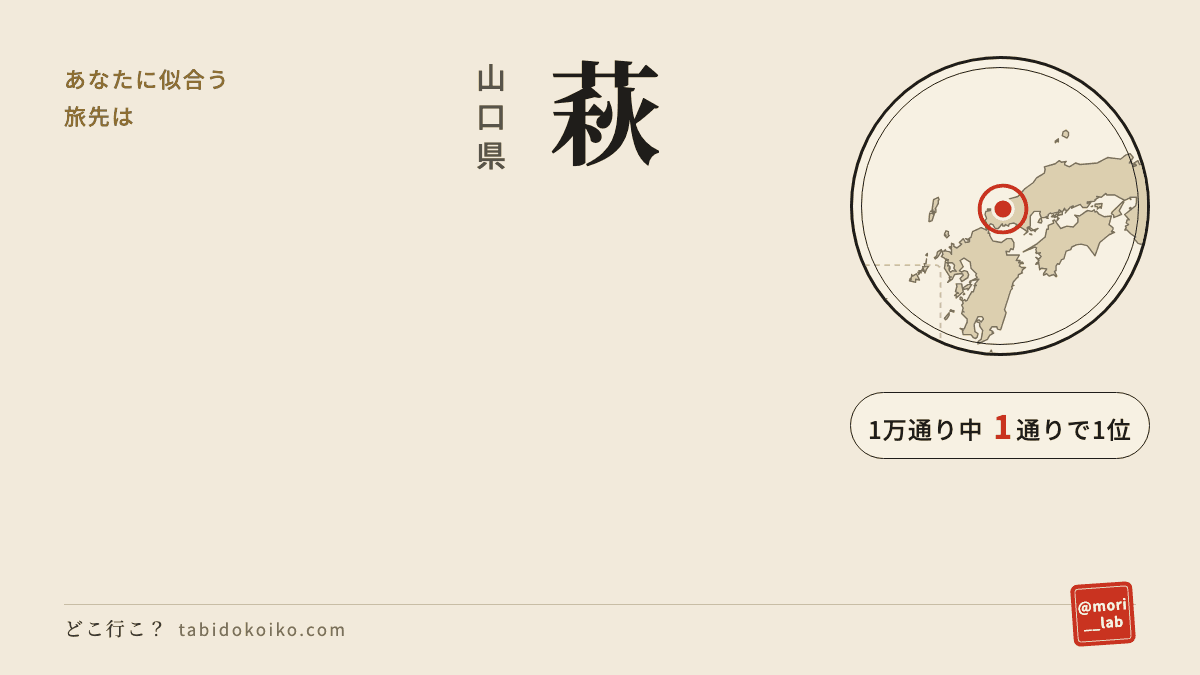 あなたに似合う
旅先は
萩
山口県
1万通り中 1通りで1位
どこ行こ？ tabidokoiko.com
@mori
__lab